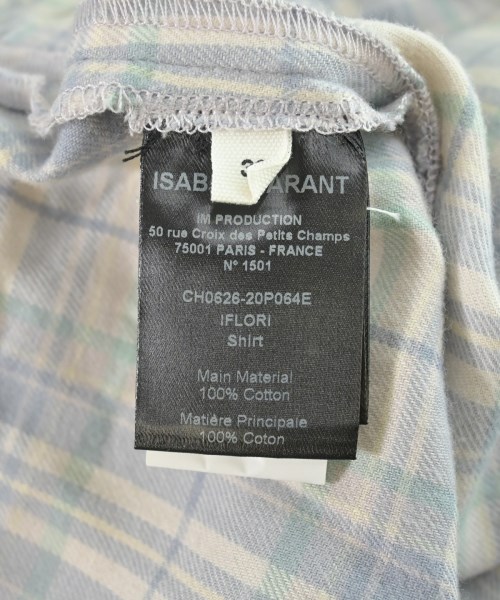 ISAB ARANT
IM PRODUCTION
50 rue Croix des Petits Champs
75001 PARIS - FRANCE
N° 1501
CH0626-20P064E
IFLORI
Shirt
Main Material
100% Cotton
Matière Principale
100% Coton